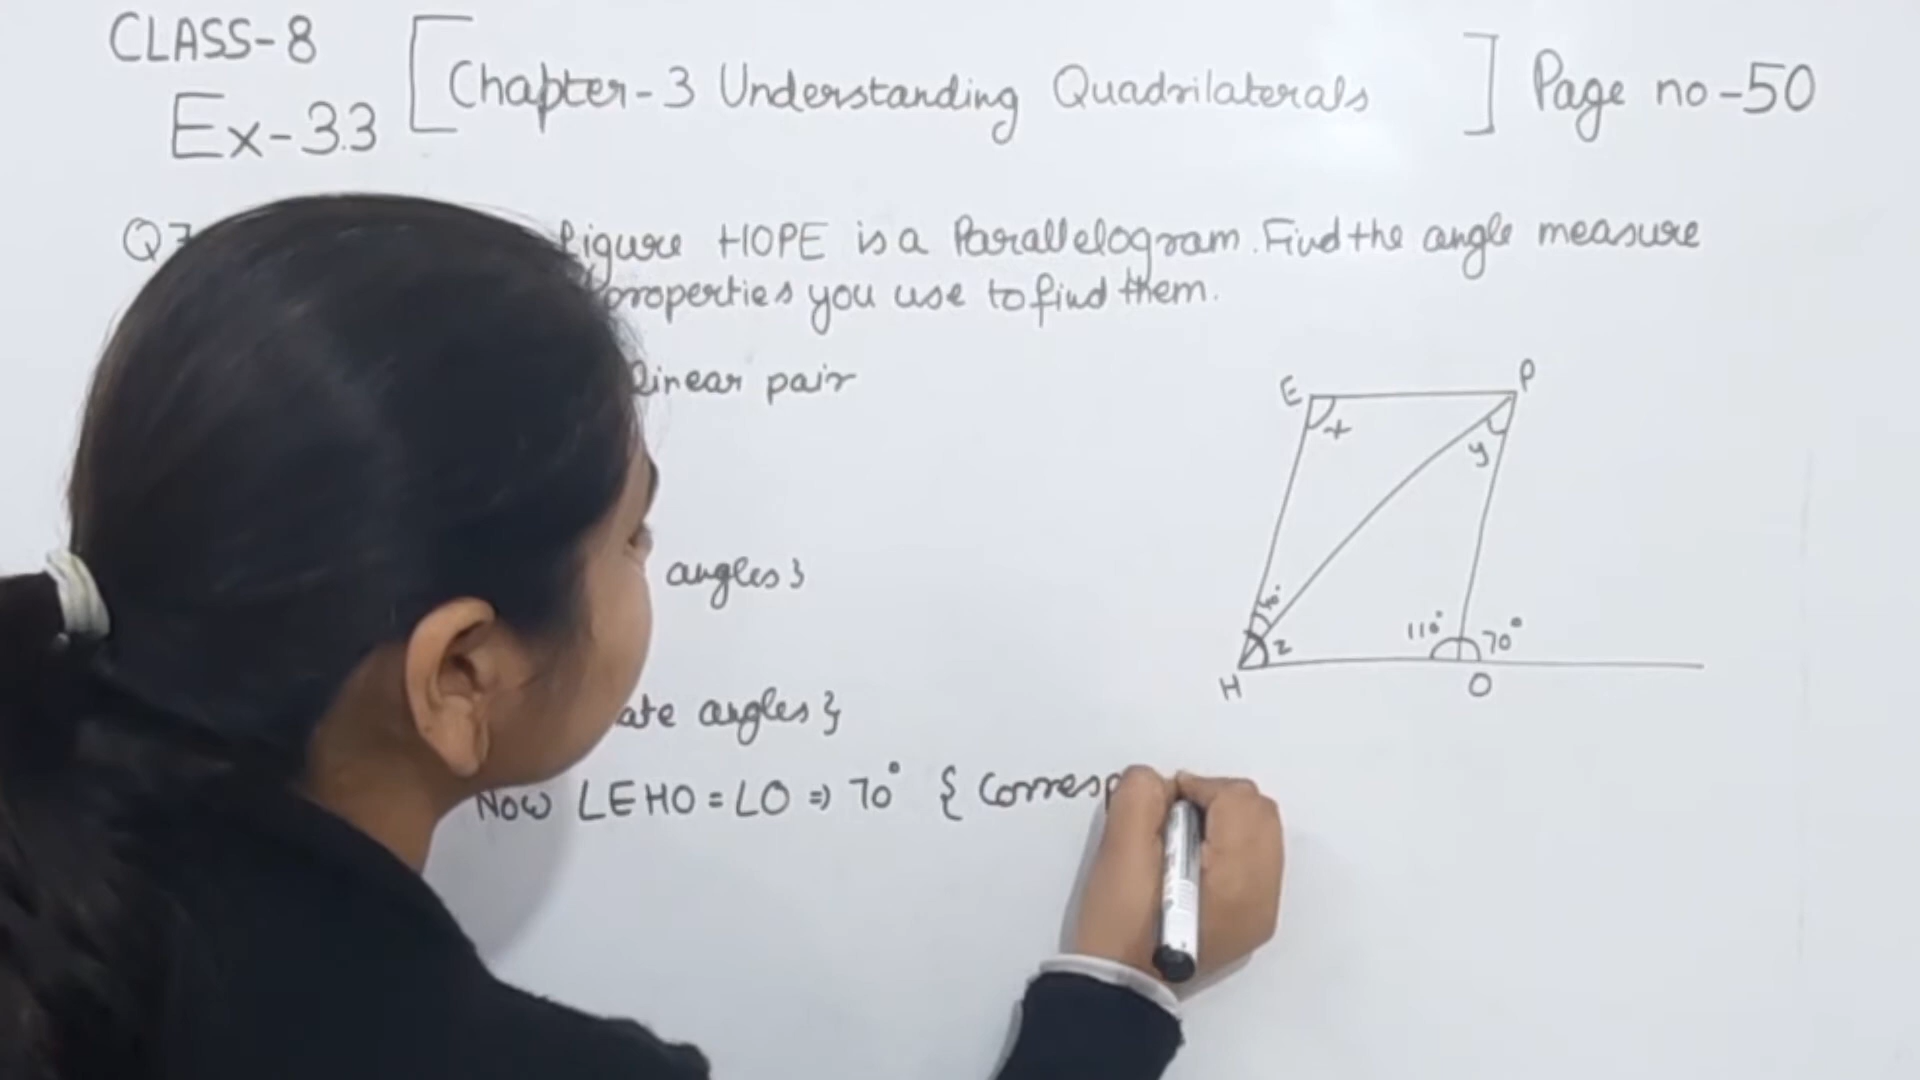 CLASS-8
Ex-3.3
[Chapter-3 Understanding Quadrilaterals] Page no-50
Q7 figure HOPE is a Parallelogram. Find the angle measure
properties you use to find them.
linear pair
E P
x
y
angles}
40°
110° 70°
z
H O
ate angles}
Now ∠EHO = ∠O ⇒ 70° { Corresp